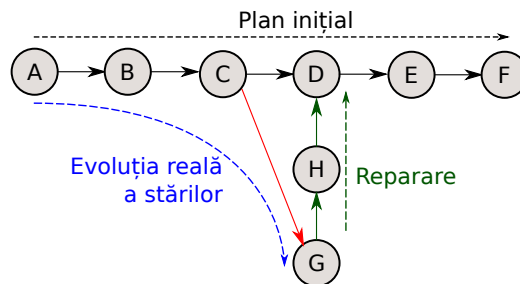 Plan inițial
A B C D E F
Evoluția reală
a stărilor
H
Reparare
G